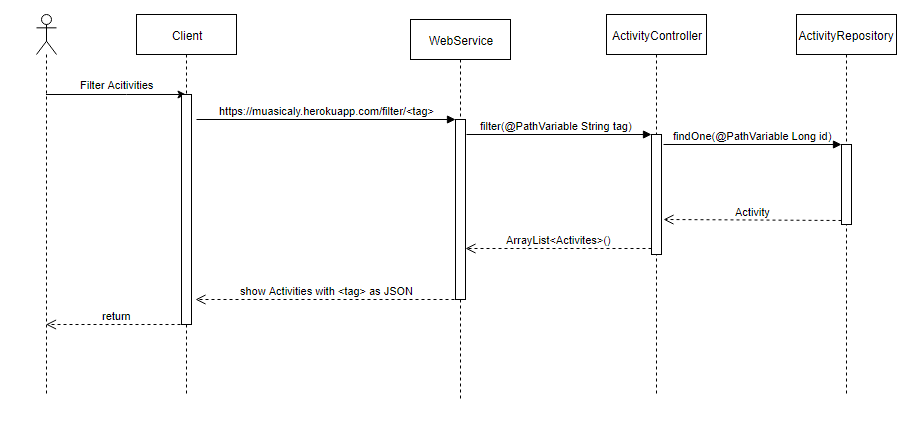 Client
WebService
ActivityController
ActivityRepository
Filter Acitivities
https://muasicaly.herokuapp.com/filter/<tag>
filter(@PathVariable String tag)
findOne(@PathVariable Long id)
Activity
ArrayList<Activites>()
show Activities with <tag> as JSON
return